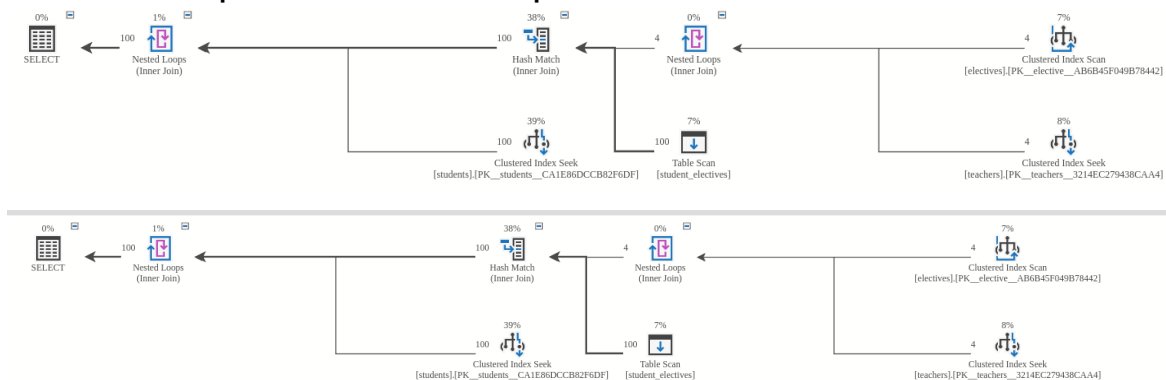 0%
1%
38%
0%
7%
100
100
4
4
SELECT
Nested Loops
(Inner Join)
Hash Match
(Inner Join)
Nested Loops
(Inner Join)
Clustered Index Scan
[electives].[PK__elective__AB6B45F049B78442]
39%
7%
8%
100
100
4
Clustered Index Seek
[students].[PK__students__CA1E86DCCB82F6DF]
Table Scan
[student_electives]
Clustered Index Seek
[teachers].[PK__teachers__3214EC279438CAA4]
0%
1%
38%
0%
7%
100
100
4
4
SELECT
Nested Loops
(Inner Join)
Hash Match
(Inner Join)
Nested Loops
(Inner Join)
Clustered Index Scan
[electives].[PK__elective__AB6B45F049B78442]
39%
7%
8%
100
100
4
Clustered Index Seek
[students].[PK__students__CA1E86DCCB82F6DF]
Table Scan
[student_electives]
Clustered Index Seek
[teachers].[PK__teachers__3214EC279438CAA4]